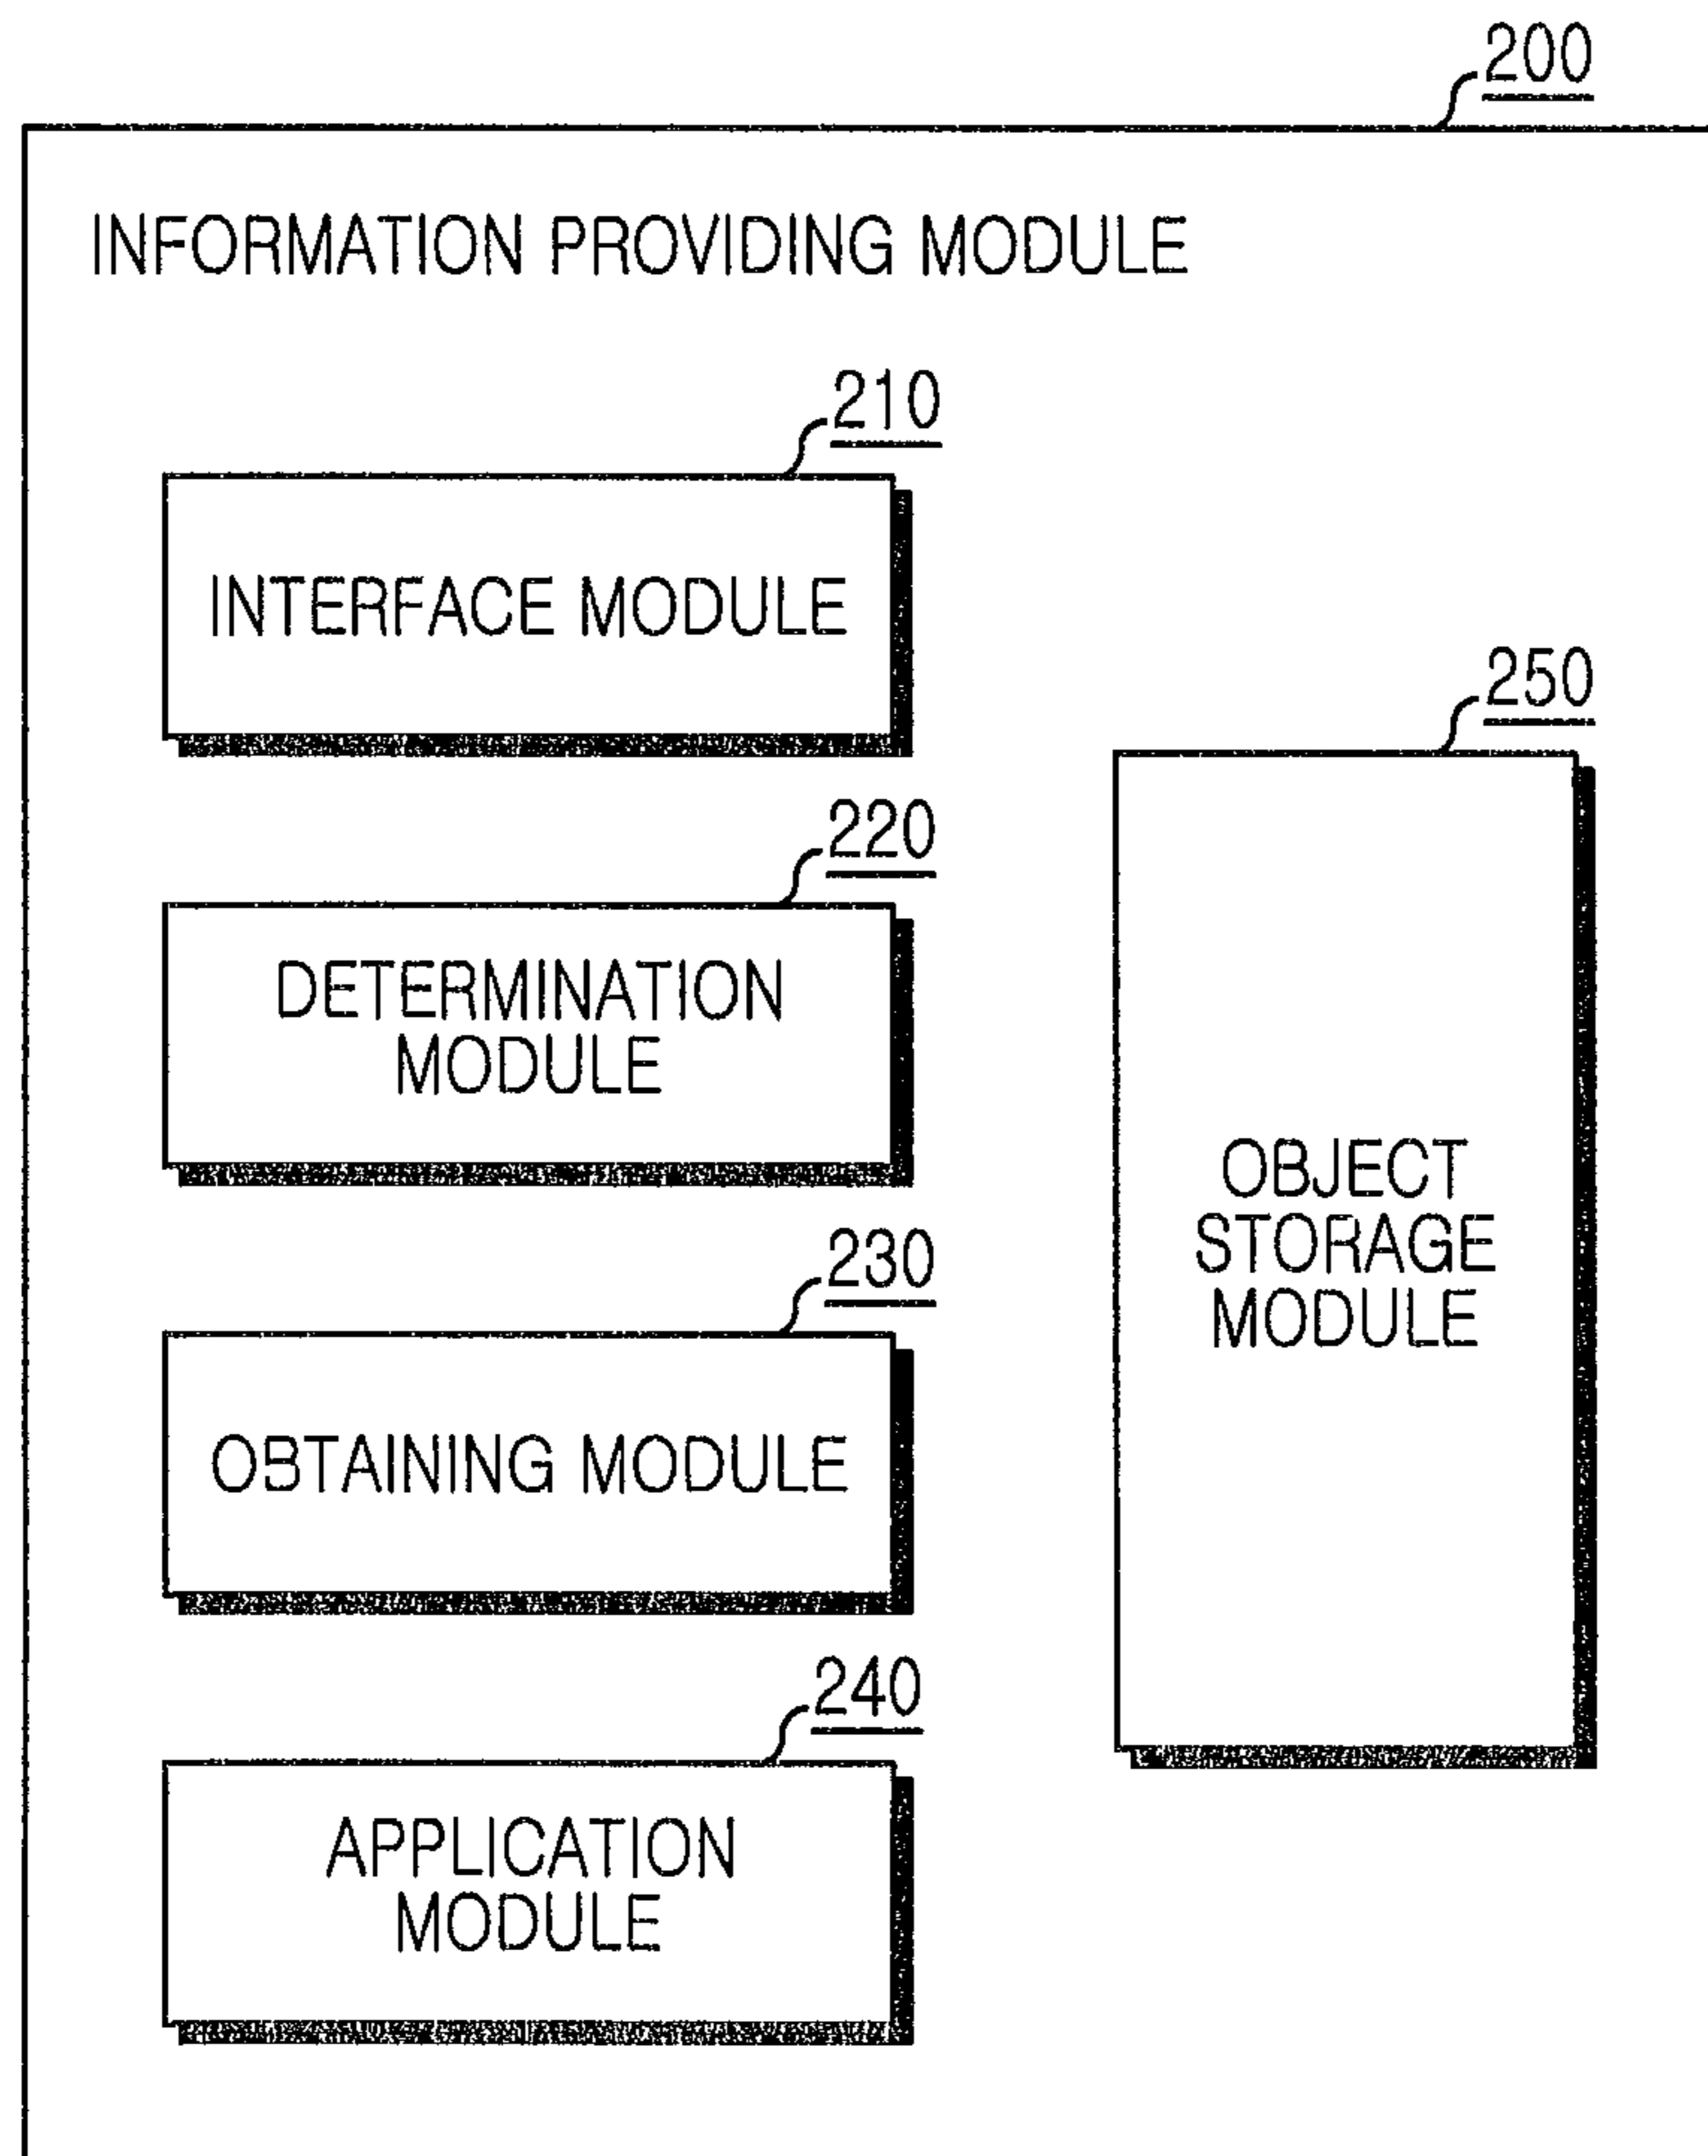 200
INFORMATION PROVIDING MODULE
210
INTERFACE MODULE
220
DETERMINATION
MODULE
230
OBTAINING MODULE
240
APPLICATION
MODULE
250
OBJECT
STORAGE
MODULE